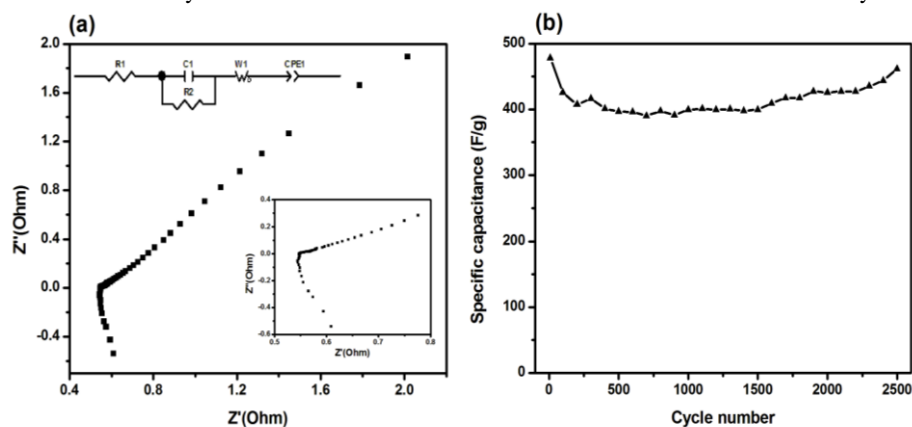 (a)
2.0
1.6
1.2
0.8
0.4
0.0
-0.4
Z''(Ohm)
R1
C1
W1
CPE1
R2
0.4
0.2
0.0
-0.2
-0.4
-0.6
Z''(Ohm)
0.5
0.6
0.7
0.8
Z'(Ohm)
0.4
0.8
1.2
1.6
2.0
Z'(Ohm)
(b)
500
400
300
200
100
0
Specific capacitance (F/g)
0
500
1000
1500
2000
2500
Cycle number